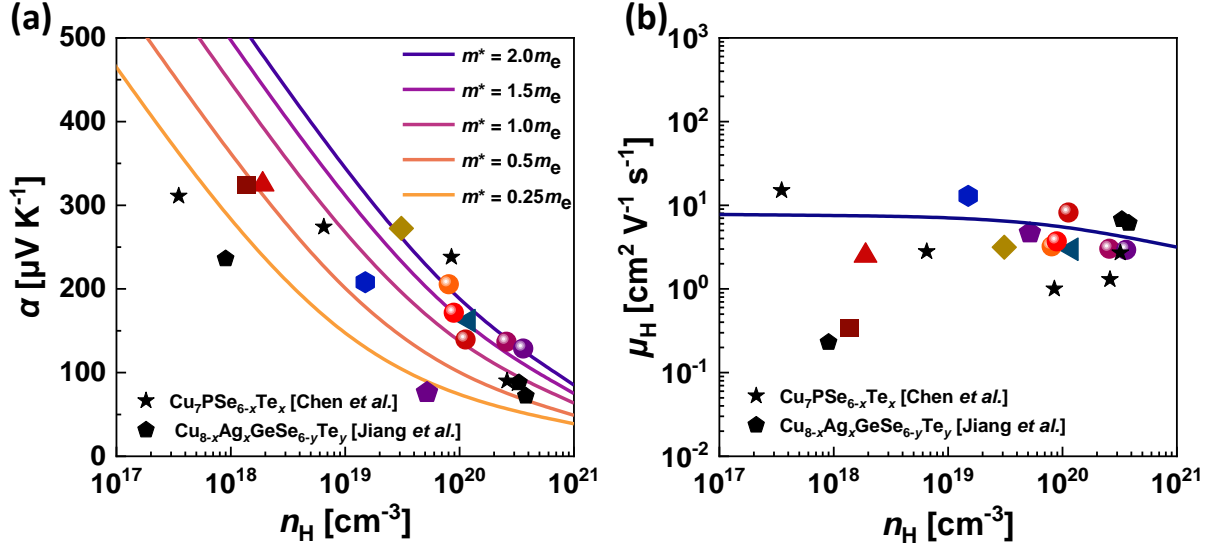 (a)
500
400
300
200
100
0
α [μV K⁻¹]
m* = 2.0mₑ
m* = 1.5mₑ
m* = 1.0mₑ
m* = 0.5mₑ
m* = 0.25mₑ
Cu₇PSe₆₋ₓTeₓ [Chen et al.]
Cu₈₋ₓAgₓGeSe₆₋yTey [Jiang et al.]
10¹⁷ 10¹⁸ 10¹⁹ 10²⁰ 10²¹
n_H [cm⁻³]
(b)
10³
10²
10¹
10⁰
10⁻¹
10⁻²
μ_H [cm² V⁻¹ s⁻¹]
Cu₇PSe₆₋ₓTeₓ [Chen et al.]
Cu₈₋ₓAgₓGeSe₆₋yTey [Jiang et al.]
10¹⁷ 10¹⁸ 10¹⁹ 10²⁰ 10²¹
n_H [cm⁻³]